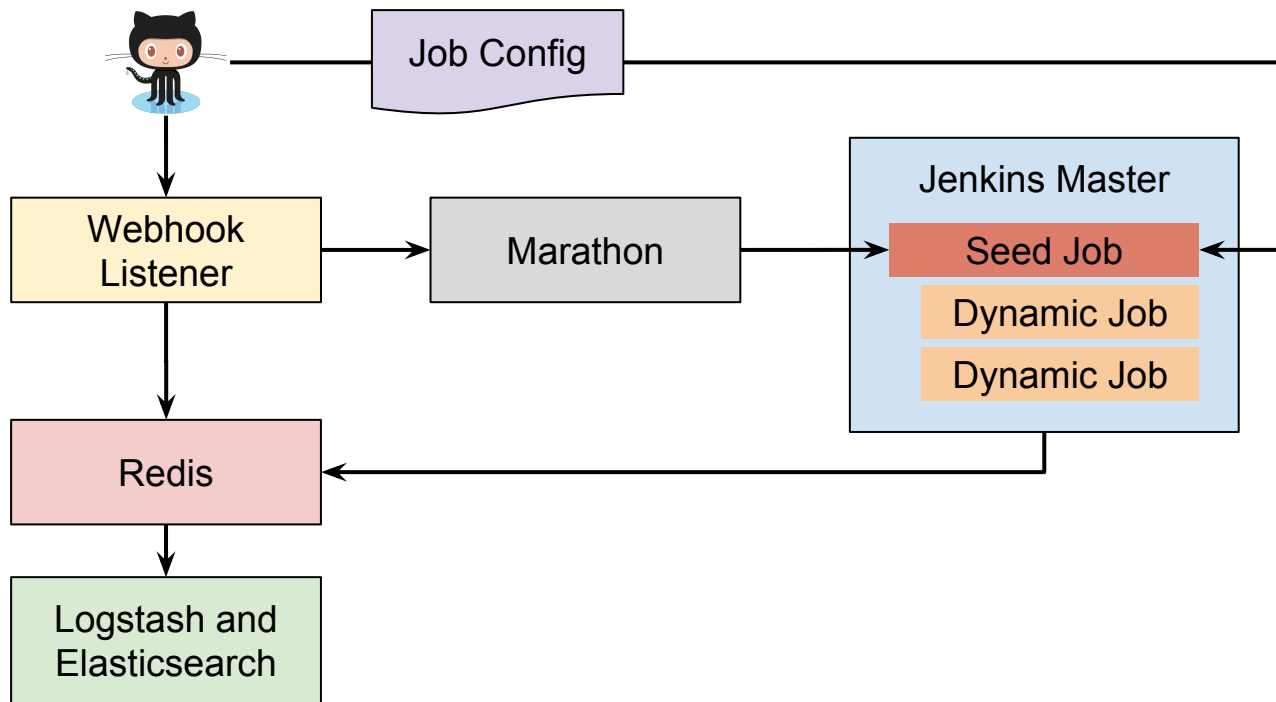 Job Config
Jenkins Master
Webhook
Listener
Marathon
Seed Job
Dynamic Job
Dynamic Job
Redis
Logstash and
Elasticsearch